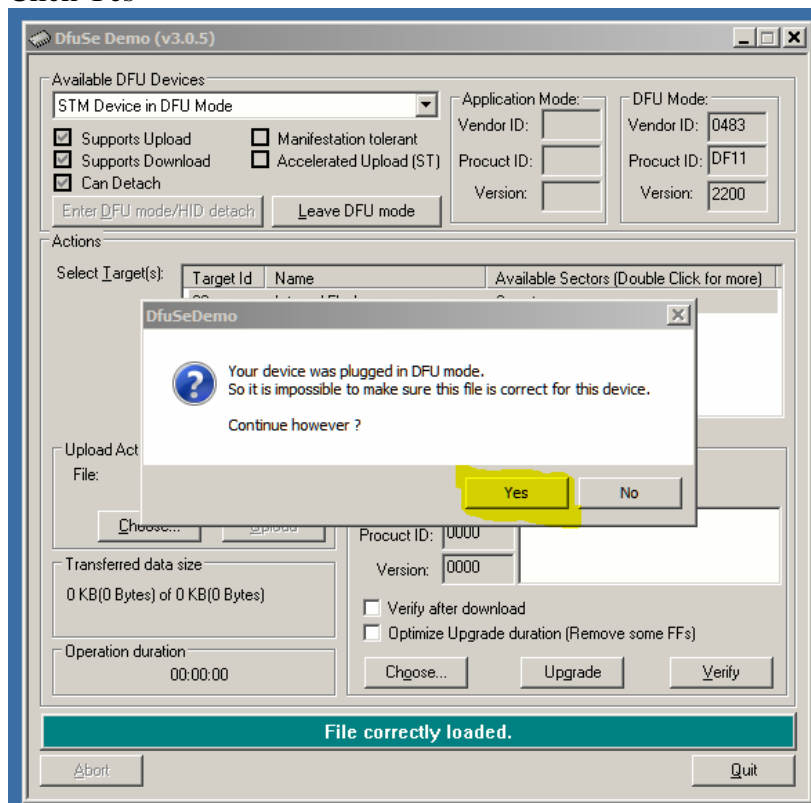 DfuSe Demo (v3.0.5)
Available DFU Devices
STM Device in DFU Mode
Supports Upload
Manifestation tolerant
Supports Down load
Accelerated Upload (ST)
Can Detach
Enter DFU mode/HID detach
Leave DFU mode
Application Mode:
Vendor ID:
Procuct ID:
Version:
DFU Mode:
Vendor ID: 0483
Procuct ID: DF11
Version: 2200
Actions
Select Target(s):
Target Id Name Available Sectors (Double Click for more)
DfuSeDemo
Your device was plugged in DFU mode.
So it is impossible to make sure this file is correct for this device.
Continue however ?
Yes No
Upload Act
File:
Choose... Upload
Procuct ID: 0000
Version: 0000
Transferred data size
0 KB(0 Bytes) of 0 KB(0 Bytes)
Verify after download
Optimize Upgrade duration (Remove some FFs)
Operation duration
00:00:00
Choose... Upgrade Verify
File correctly loaded.
Abort Quit